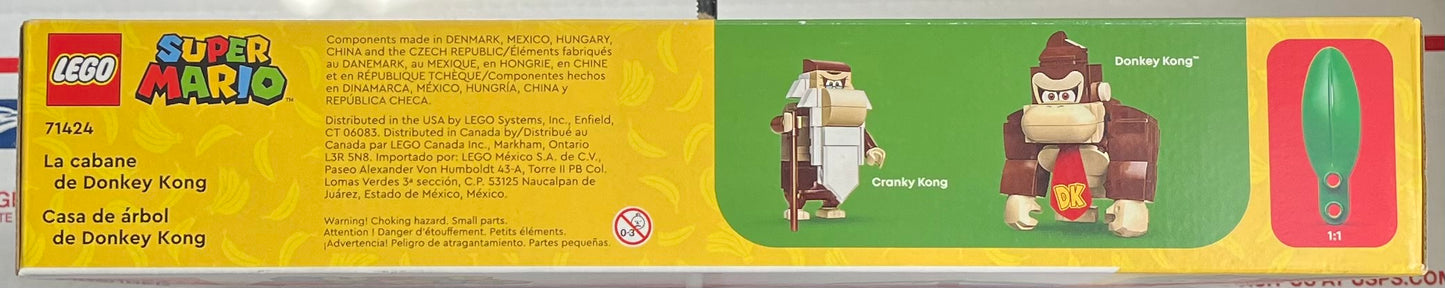 LEGO
SUPER
MARIO™
71424
La cabane
de Donkey Kong
Casa de árbol
de Donkey Kong
Components made in DENMARK, MEXICO, HUNGARY,
CHINA and the CZECH REPUBLIC/Éléments fabriqués
au DANEMARK, au MEXIQUE, en HONGRIE, en CHINE
et en RÉPUBLIQUE TCHÈQUE/Componentes hechos
en DINAMARCA, MÉXICO, HUNGRÍA, CHINA y
REPÚBLICA CHECA.
Distributed in the USA by LEGO Systems, Inc., Enfield,
CT 06083. Distributed in Canada by/Distribué au
Canada par LEGO Canada Inc., Markham, Ontario
L3R 5N8. Importado por: LEGO México S.A. de C.V.,
Paseo Alexander Von Humboldt 43-A, Torre II PB Col.
Lomas Verdes 3ª sección, C.P. 53125 Naucalpan de
Juárez, Estado de México, México.
Warning! Choking hazard. Small parts.
Attention ! Danger d'étouffement. Petits éléments.
¡Advertencia! Peligro de atragantamiento. Partes pequeñas.
0-3
Cranky Kong
Donkey Kong™
DK
1:1